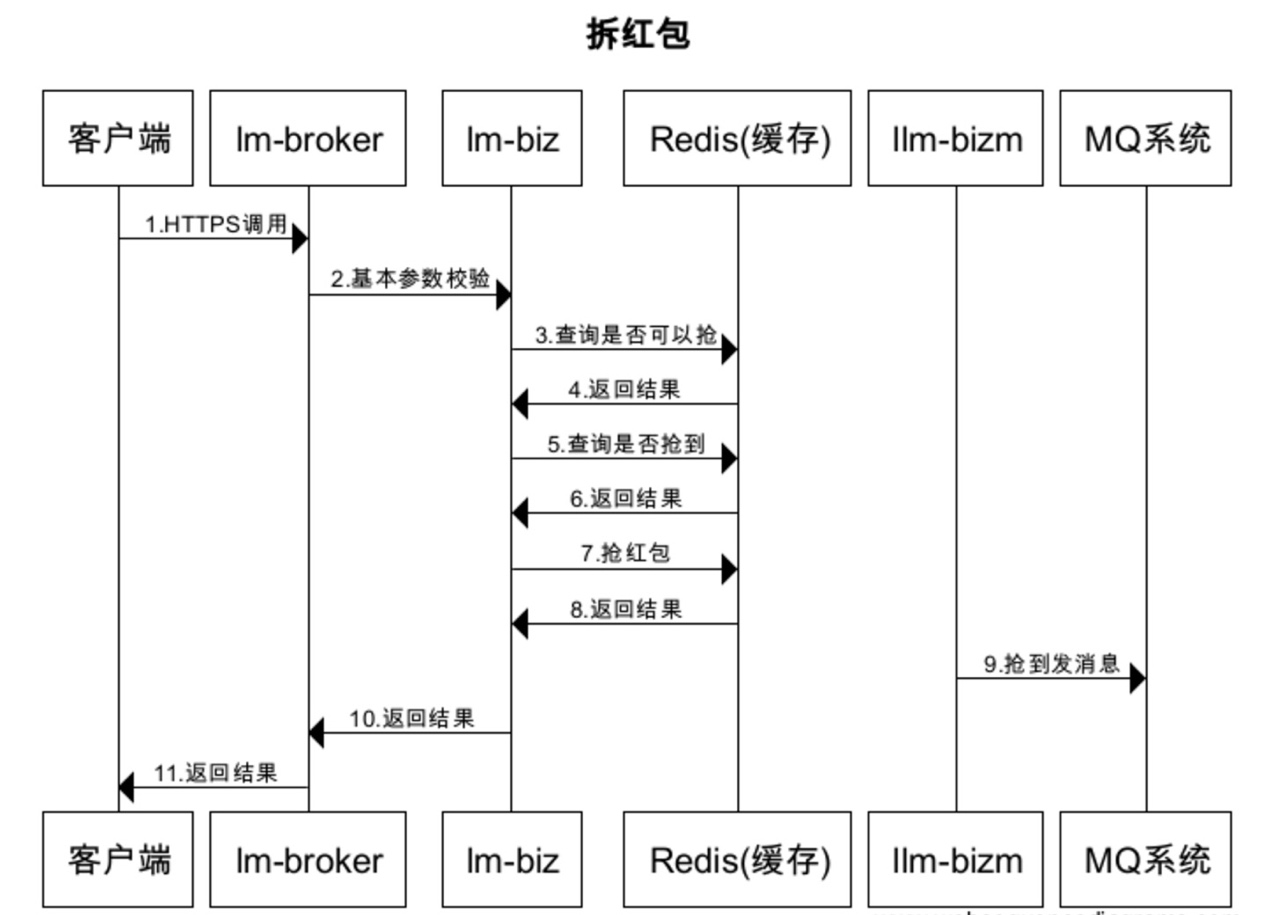 拆红包
客户端 lm-broker lm-biz Redis(缓存) llm-bizm MQ系统
1.HTTPS调用
2.基本参数校验
3.查询是否可以抢
4.返回结果
5.查询是否抢到
6.返回结果
7.抢红包
8.返回结果
9.抢到发消息
10.返回结果
11.返回结果
客户端 lm-broker lm-biz Redis(缓存) llm-bizm MQ系统